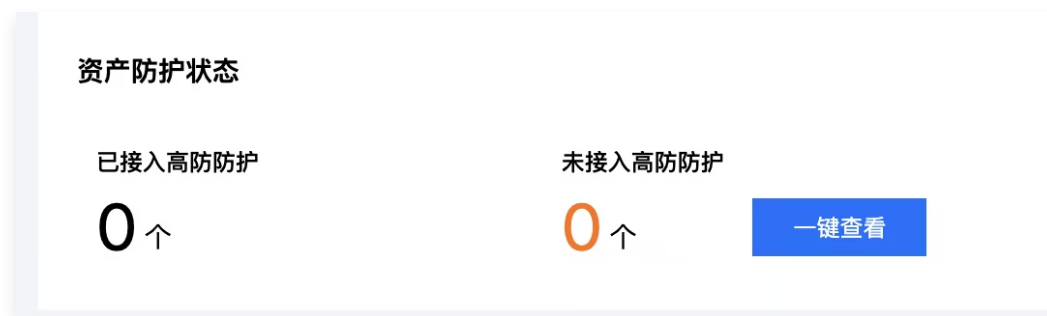 资产防护状态
已接入高防防护
未接入高防防护
0 个
0 个
一键查看